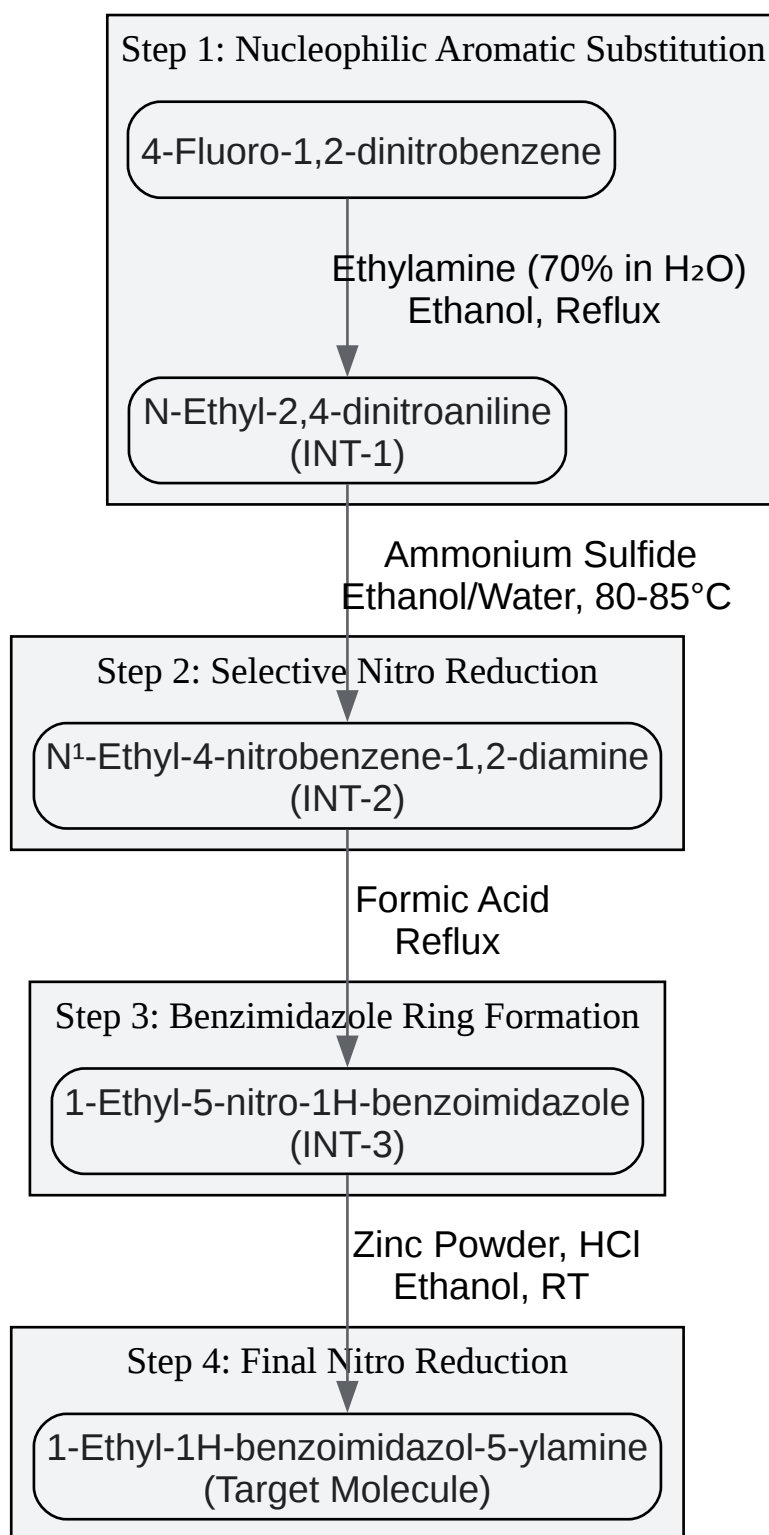 Step 1: Nucleophilic Aromatic Substitution
4-Fluoro-1,2-dinitrobenzene
Ethylamine (70% in H₂O)
Ethanol, Reflux
N-Ethyl-2,4-dinitroaniline
(INT-1)
Ammonium Sulfide
Ethanol/Water, 80-85°C
Step 2: Selective Nitro Reduction
N¹-Ethyl-4-nitrobenzene-1,2-diamine
(INT-2)
Formic Acid
Reflux
Step 3: Benzimidazole Ring Formation
1-Ethyl-5-nitro-1H-benzoimidazole
(INT-3)
Zinc Powder, HCl
Ethanol, RT
Step 4: Final Nitro Reduction
1-Ethyl-1H-benzoimidazol-5-ylamine
(Target Molecule)